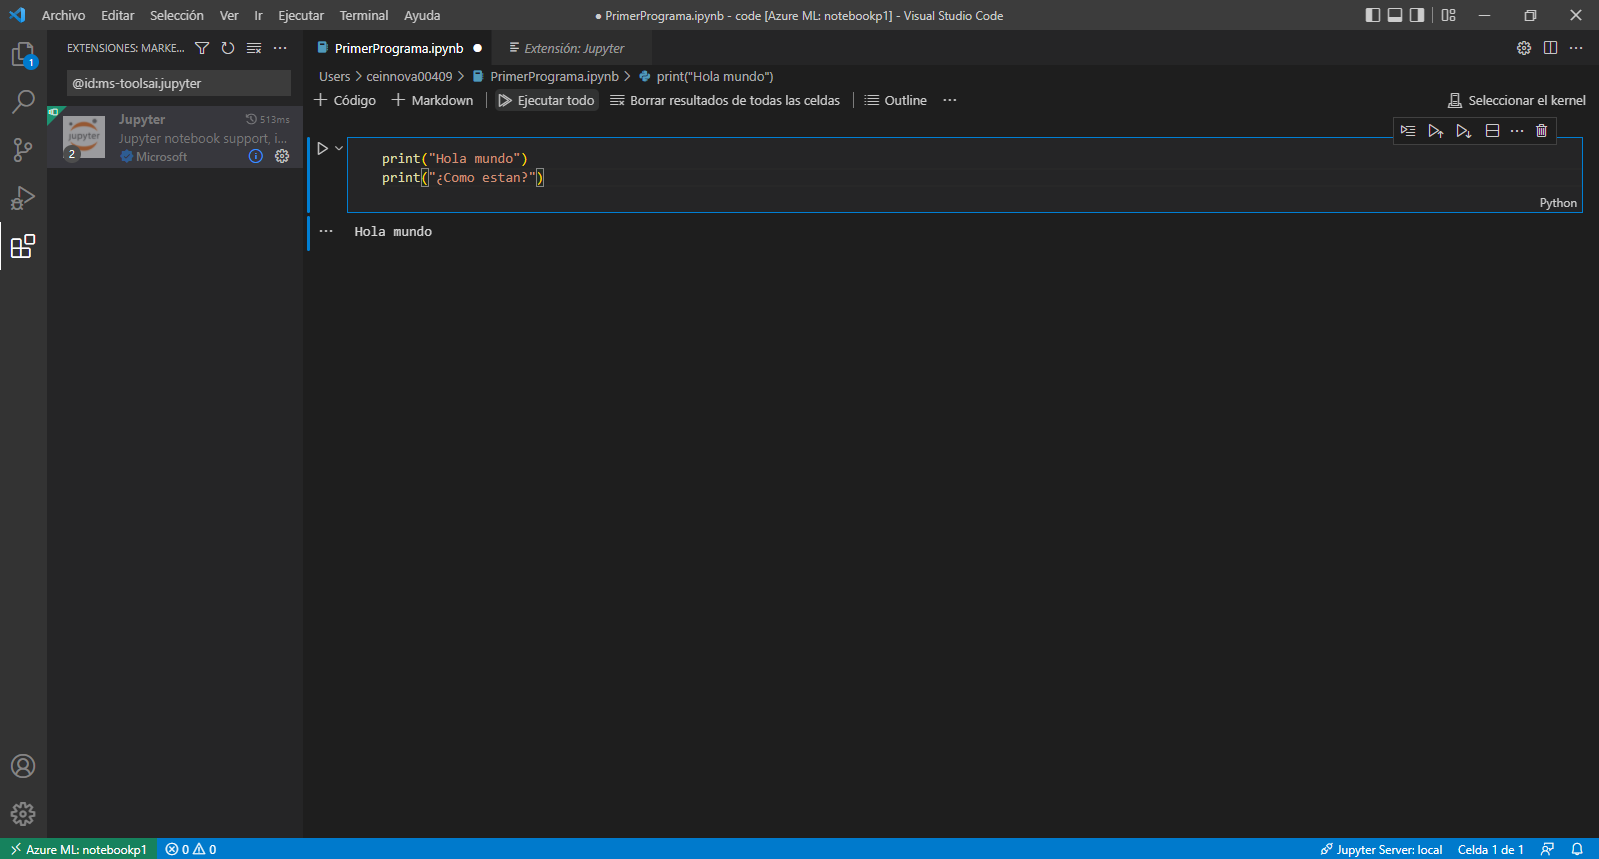 Archivo Editar Selección Ver Ir Ejecutar Terminal Ayuda
● PrimerPrograma.ipynb - code [Azure ML: notebookp1] - Visual Studio Code
EXTENSIONES: MARKE...
PrimerPrograma.ipynb ●
Extensión: Jupyter
1
@id:ms-toolsai.jupyter
Users > ceinnova00409 > PrimerPrograma.ipynb > print("Hola mundo")
+ Código + Markdown | Ejecutar todo Borrar resultados de todas las celdas | Outline ...
Seleccionar el kernel
jupyter
2
Jupyter 513ms
Jupyter notebook support, i...
Microsoft
print("Hola mundo")
print("¿Como estan?")
Python
... Hola mundo
Azure ML: notebookp1 0 0
Jupyter Server: local Celda 1 de 1